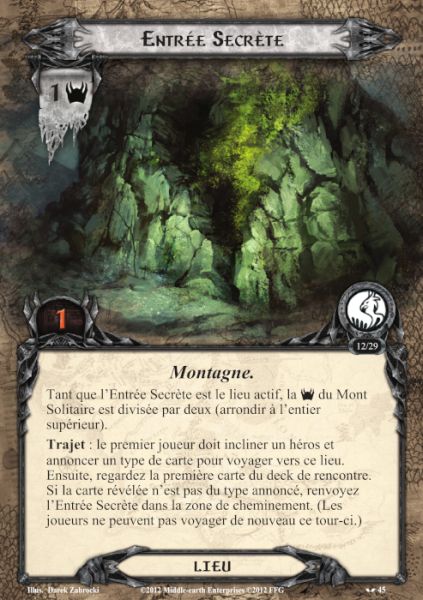 Entrée Secrète
1
1
12/29
Montagne.
Tant que l'Entrée Secrète est le lieu actif, la du Mont
Solitaire est divisée par deux (arrondir à l'entier
supérieur).
Trajet : le premier joueur doit incliner un héros et
annoncer un type de carte pour voyager vers ce lieu.
Ensuite, regardez la première carte du deck de rencontre.
Si la carte révélée n'est pas du type annoncé, renvoyez
l'Entrée Secrète dans la zone de cheminement. (Les
joueurs ne peuvent pas voyager de nouveau ce tour-ci.)
LIEU
Illus. Darek Zabrocki ©2012 Middle-earth Enterprises ©2012 FFG 45